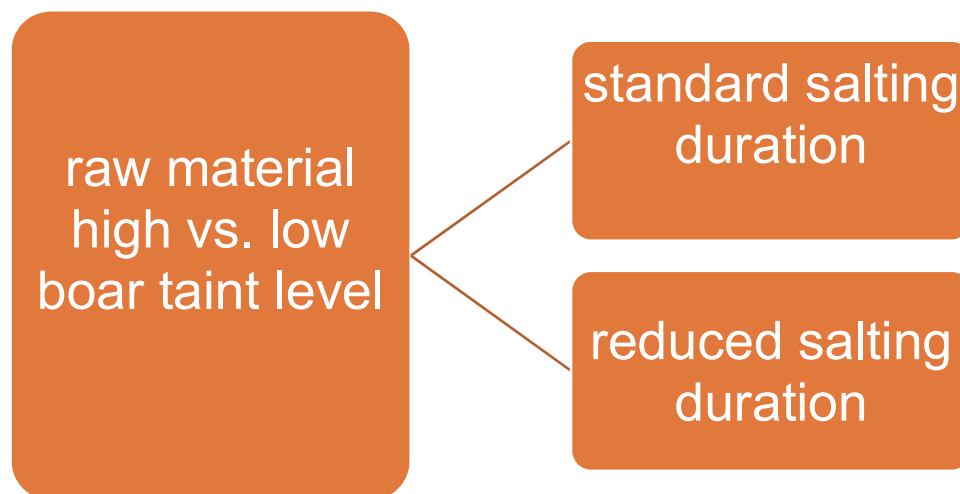 raw material
high vs. low
boar taint level
standard salting
duration
reduced salting
duration